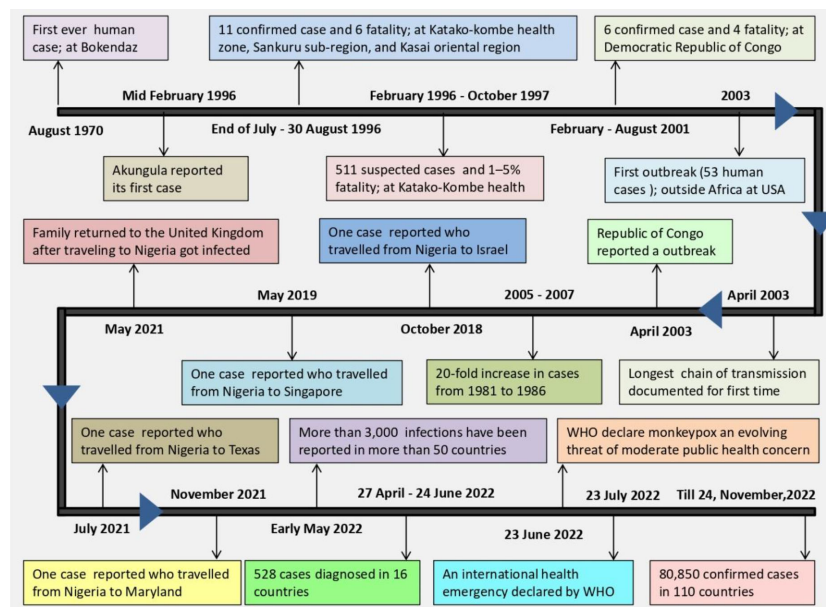 First ever human
case; at Bokendaz
11 confirmed case and 6 fatality; at Katako-kombe health
zone, Sankuru sub-region, and Kasai oriental region
6 confirmed case and 4 fatality; at
Democratic Republic of Congo
Mid February 1996
February 1996 - October 1997
2003
August 1970
End of July - 30 August 1996
February - August 2001
Akungula reported
its first case
511 suspected cases and 1–5%
fatality; at Katako-Kombe health
First outbreak (53 human
cases ); outside Africa at USA
Family returned to the United Kingdom
after traveling to Nigeria got infected
One case reported who
travelled from Nigeria to Israel
Republic of Congo
reported a outbreak
May 2019
2005 - 2007
April 2003
May 2021
October 2018
April 2003
One case reported who travelled
from Nigeria to Singapore
20-fold increase in cases
from 1981 to 1986
Longest chain of transmission
documented for first time
One case reported who
travelled from Nigeria to Texas
More than 3,000 infections have been
reported in more than 50 countries
WHO declare monkeypox an evolving
threat of moderate public health concern
November 2021
27 April - 24 June 2022
23 July 2022
Till 24, November,2022
July 2021
Early May 2022
23 June 2022
One case reported who travelled
from Nigeria to Maryland
528 cases diagnosed in 16
countries
An international health
emergency declared by WHO
80,850 confirmed cases
in 110 countries